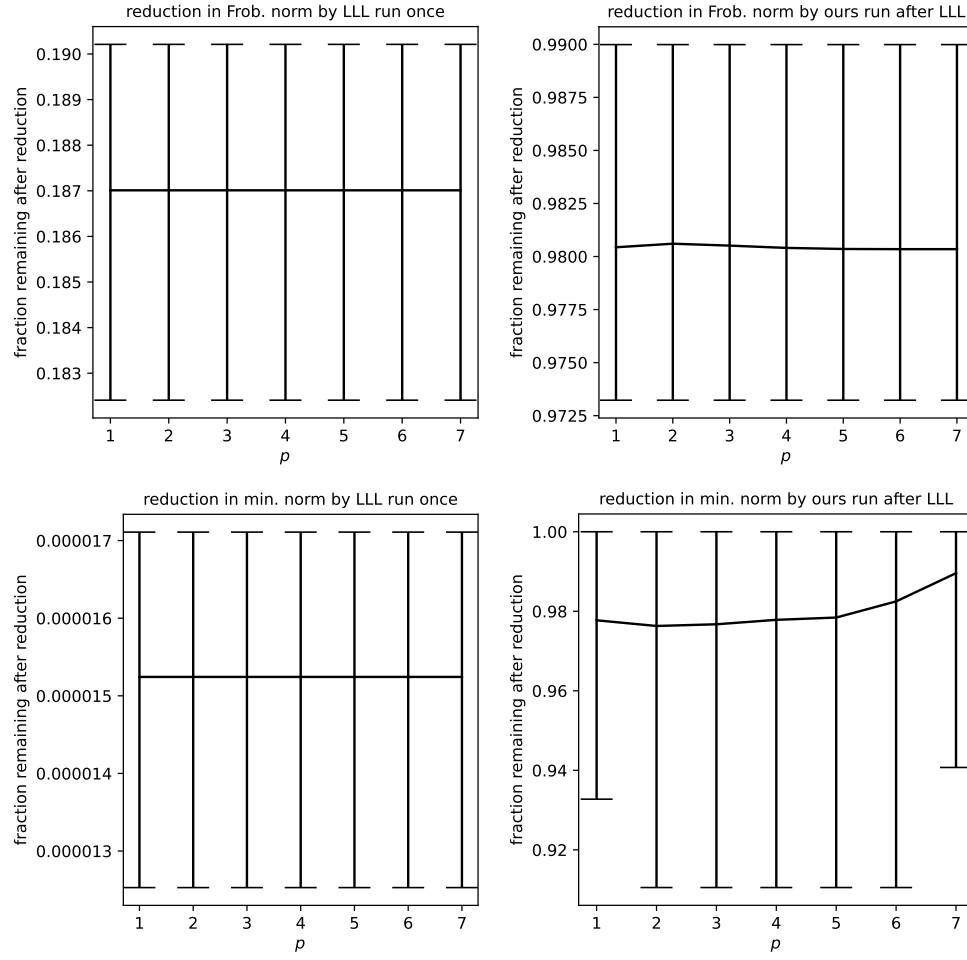 reduction in Frob. norm by LLL run once
fraction remaining after reduction
0.190
0.189
0.188
0.187
0.186
0.185
0.184
0.183
1 2 3 4 5 6 7
p
reduction in Frob. norm by ours run after LLL
fraction remaining after reduction
0.9900
0.9875
0.9850
0.9825
0.9800
0.9775
0.9750
0.9725
1 2 3 4 5 6 7
p
reduction in min. norm by LLL run once
fraction remaining after reduction
0.000017
0.000016
0.000015
0.000014
0.000013
1 2 3 4 5 6 7
p
reduction in min. norm by ours run after LLL
fraction remaining after reduction
1.00
0.98
0.96
0.94
0.92
1 2 3 4 5 6 7
p